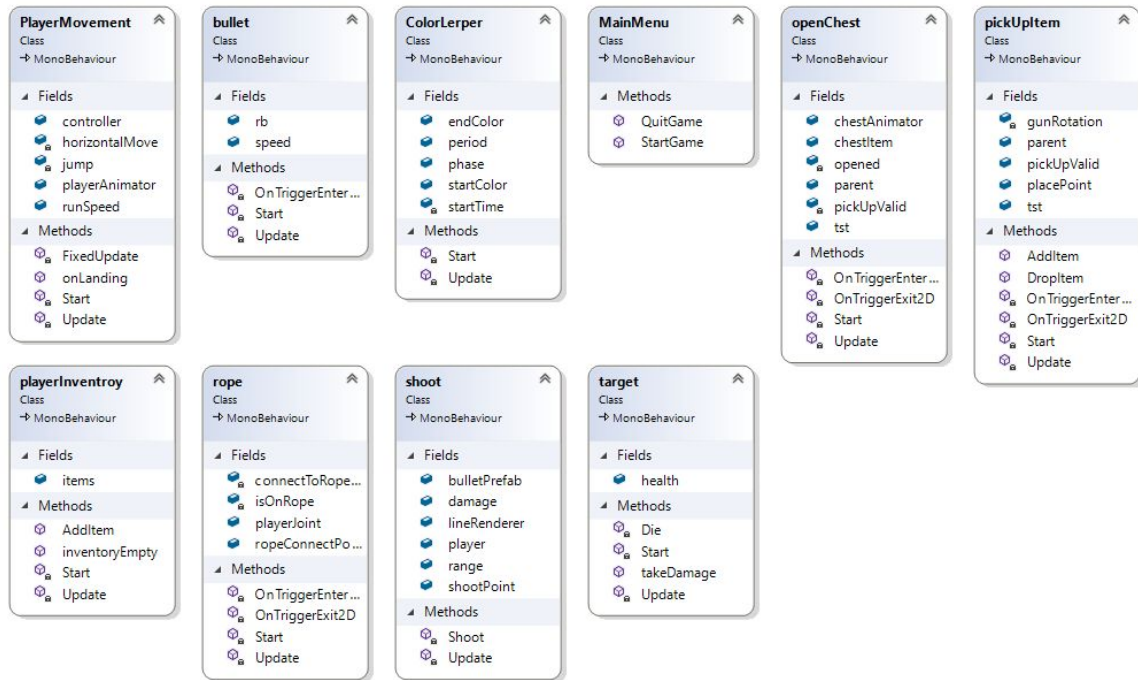 PlayerMovement
Class
MonoBehaviour
Fields
controller
horizontalMove
jump
playerAnimator
runSpeed
Methods
FixedUpdate
onLanding
Start
Update
bullet
Class
MonoBehaviour
Fields
rb
speed
Methods
OnTriggerEnter...
Start
Update
ColorLerper
Class
MonoBehaviour
Fields
endColor
period
phase
startColor
startTime
Methods
Start
Update
MainMenu
Class
MonoBehaviour
Methods
QuitGame
StartGame
openChest
Class
MonoBehaviour
Fields
chestAnimator
chestItem
opened
parent
pickUpValid
tst
Methods
OnTriggerEnter...
OnTriggerExit2D
Start
Update
pickUpItem
Class
MonoBehaviour
Fields
gunRotation
parent
pickUpValid
placePoint
tst
Methods
AddItem
DropItem
OnTriggerEnter...
OnTriggerExit2D
Start
Update
playerInventroy
Class
MonoBehaviour
Fields
items
Methods
AddItem
inventoryEmpty
Start
Update
rope
Class
MonoBehaviour
Fields
connectToRope...
isOnRope
playerJoint
ropeConnectPo...
Methods
OnTriggerEnter...
OnTriggerExit2D
Start
Update
shoot
Class
MonoBehaviour
Fields
bulletPrefab
damage
lineRenderer
player
range
shootPoint
Methods
Shoot
Update
target
Class
MonoBehaviour
Fields
health
Methods
Die
Start
takeDamage
Update